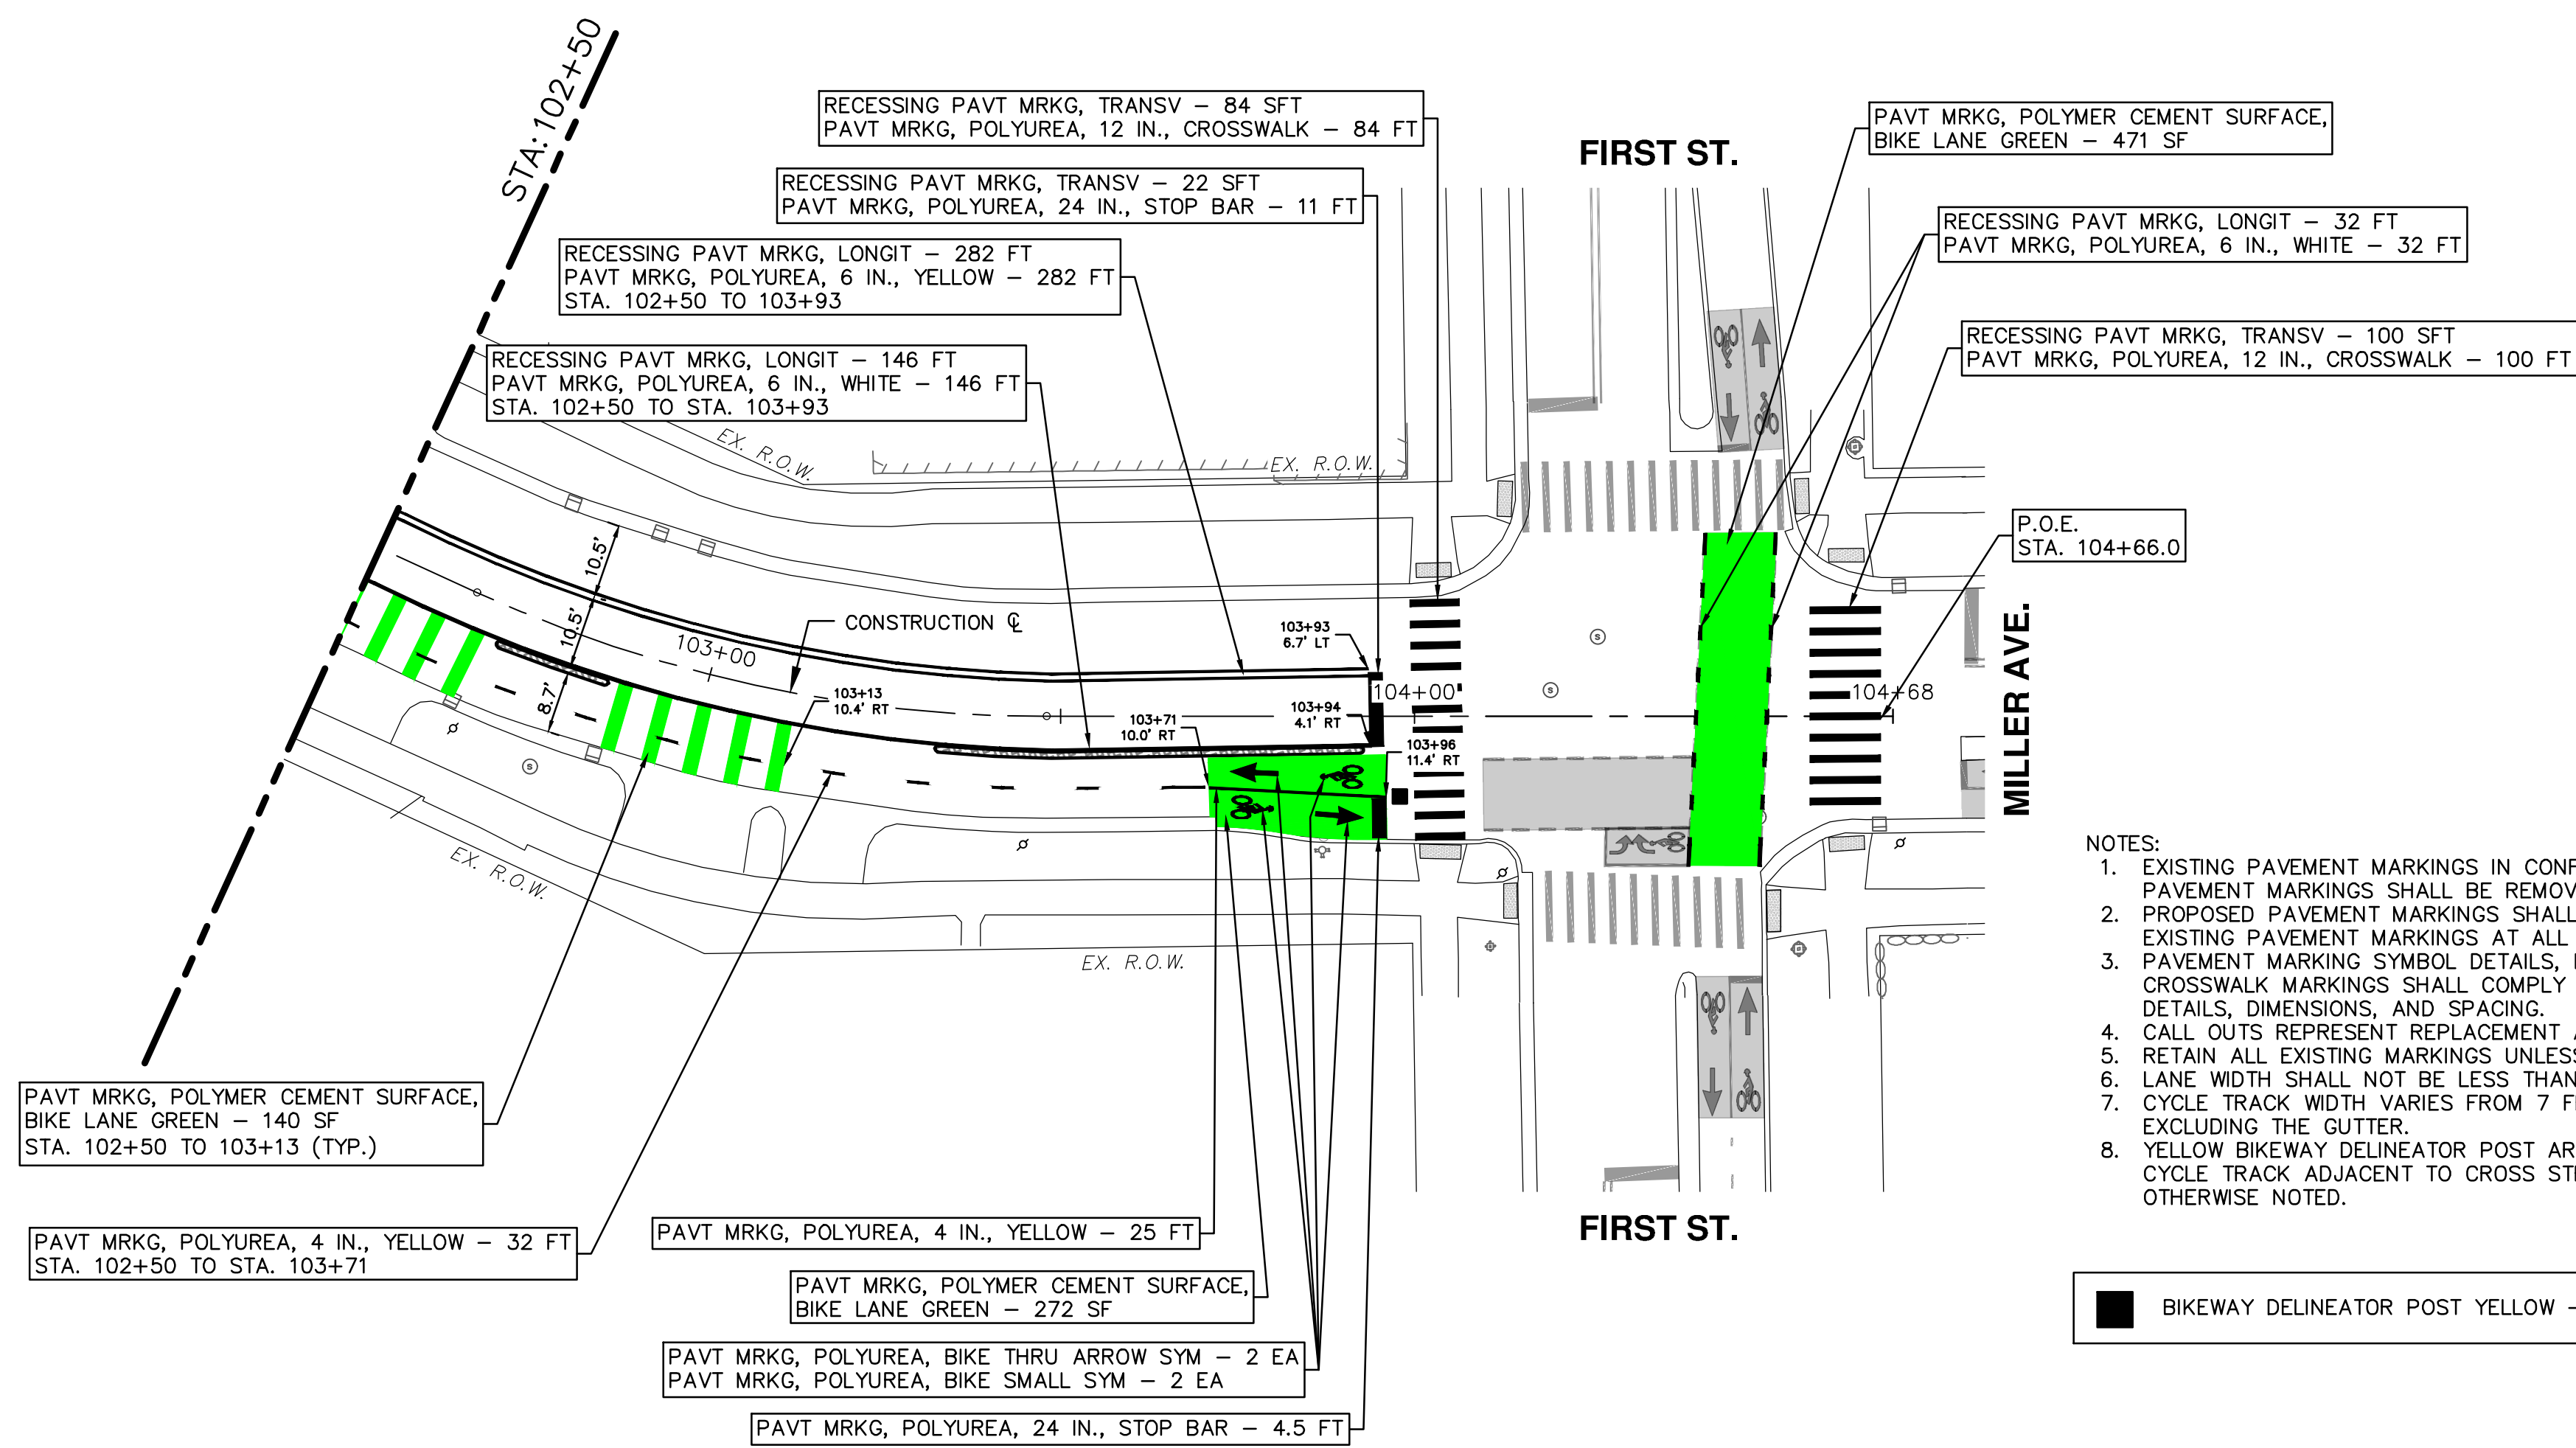 STA: 102+50
RECESSING PAVT MRKG, TRANSV – 84 SFT
PAVT MRKG, POLYUREA, 12 IN., CROSSWALK – 84 FT
RECESSING PAVT MRKG, TRANSV – 22 SFT
PAVT MRKG, POLYUREA, 24 IN., STOP BAR – 11 FT
RECESSING PAVT MRKG, LONGIT – 282 FT
PAVT MRKG, POLYUREA, 6 IN., YELLOW – 282 FT
STA. 102+50 TO 103+93
RECESSING PAVT MRKG, LONGIT – 146 FT
PAVT MRKG, POLYUREA, 6 IN., WHITE – 146 FT
STA. 102+50 TO STA. 103+93
FIRST ST.
PAVT MRKG, POLYMER CEMENT SURFACE,
BIKE LANE GREEN – 471 SF
RECESSING PAVT MRKG, LONGIT – 32 FT
PAVT MRKG, POLYUREA, 6 IN., WHITE – 32 FT
RECESSING PAVT MRKG, TRANSV – 100 SFT
PAVT MRKG, POLYUREA, 12 IN., CROSSWALK – 100 FT
P.O.E.
STA. 104+66.0
EX. R.O.W.
EX. R.O.W.
10.5'
10.5'
8.7'
CONSTRUCTION ℄
103+00
103+13
10.4' RT
103+93
6.7' LT
104+00
103+94
4.1' RT
103+71
10.0' RT
103+96
11.4' RT
104+68
S
S
S
MILLER AVE.
EX. R.O.W.
EX. R.O.W.
PAVT MRKG, POLYMER CEMENT SURFACE,
BIKE LANE GREEN – 140 SF
STA. 102+50 TO 103+13 (TYP.)
PAVT MRKG, POLYUREA, 4 IN., YELLOW – 32 FT
STA. 102+50 TO STA. 103+71
PAVT MRKG, POLYUREA, 4 IN., YELLOW – 25 FT
PAVT MRKG, POLYMER CEMENT SURFACE,
BIKE LANE GREEN – 272 SF
PAVT MRKG, POLYUREA, BIKE THRU ARROW SYM – 2 EA
PAVT MRKG, POLYUREA, BIKE SMALL SYM – 2 EA
PAVT MRKG, POLYUREA, 24 IN., STOP BAR – 4.5 FT
FIRST ST.
NOTES:
1. EXISTING PAVEMENT MARKINGS IN
PAVEMENT MARKINGS SHALL BE
2. PROPOSED PAVEMENT MARKINGS SHALL
EXISTING PAVEMENT MARKINGS AT ALL
3. PAVEMENT MARKING SYMBOL DETAILS,
CROSSWALK MARKINGS SHALL COMPLY
DETAILS, DIMENSIONS, AND SPACING.
4. CALL OUTS REPRESENT REPLACEMENT
5. RETAIN ALL EXISTING MARKINGS
6. LANE WIDTH SHALL NOT BE LESS THAN
7. CYCLE TRACK WIDTH VARIES FROM 7
EXCLUDING THE GUTTER.
8. YELLOW BIKEWAY DELINEATOR POST
CYCLE TRACK ADJACENT TO CROSS
OTHERWISE NOTED.
BIKEWAY DELINEATOR POST YELLOW –